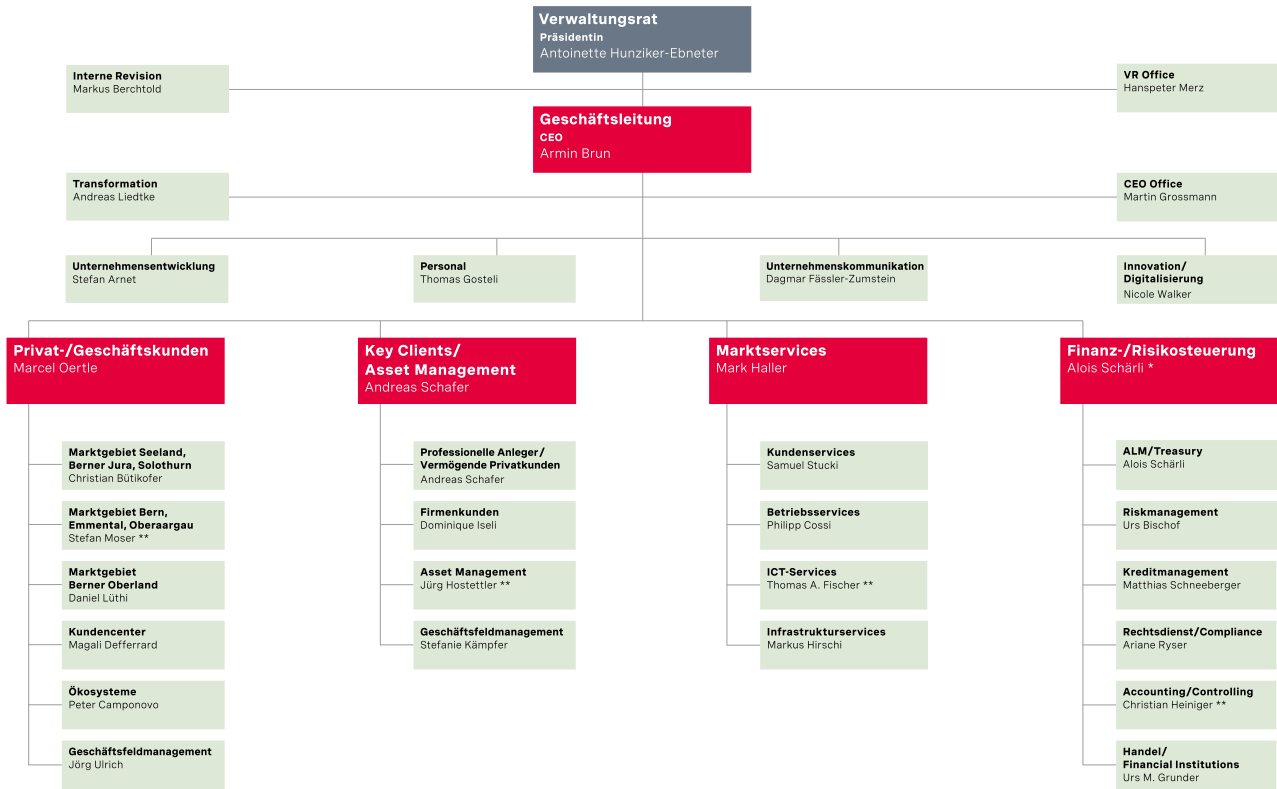 Verwaltungsrat
Präsidentin
Antoinette Hunziker-Ebneter
Interne Revision
Markus Berchtold
VR Office
Hanspeter Merz
Geschäftsleitung
CEO
Armin Brun
Transformation
Andreas Liedtke
CEO Office
Martin Grossmann
Unternehmensentwicklung
Stefan Arnet
Personal
Thomas Gosteli
Unternehmenskommunikation
Dagmar Fässler-Zumstein
Innovation/
Digitalisierung
Nicole Walker
Privat-/Geschäftskunden
Marcel Oertle
Key Clients/
Asset Management
Andreas Schafer
Marktservices
Mark Haller
Finanz-/Risikosteuerung
Alois Schärli *
Marktgebiet Seeland,
Berner Jura, Solothurn
Christian Bütikofer
Marktgebiet Bern,
Emmental, Oberaargau
Stefan Moser **
Marktgebiet
Berner Oberland
Daniel Lüthi
Kundencenter
Magali Defferrard
Ökosysteme
Peter Camponovo
Geschäftsfeldmanagement
Jörg Ulrich
Professionelle Anleger/
Vermögende Privatkunden
Andreas Schafer
Firmenkunden
Dominique Iseli
Asset Management
Jürg Hostettler **
Geschäftsfeldmanagement
Stefanie Kämpfer
Kundenservices
Samuel Stucki
Betriebsservices
Philipp Cossi
ICT-Services
Thomas A. Fischer **
Infrastrukturservices
Markus Hirschi
ALM/Treasury
Alois Schärli
Riskmanagement
Urs Bischof
Kreditmanagement
Matthias Schneeberger
Rechtsdienst/Compliance
Ariane Ryser
Accounting/Controlling
Christian Heiniger **
Handel/
Financial Institutions
Urs M. Grunder